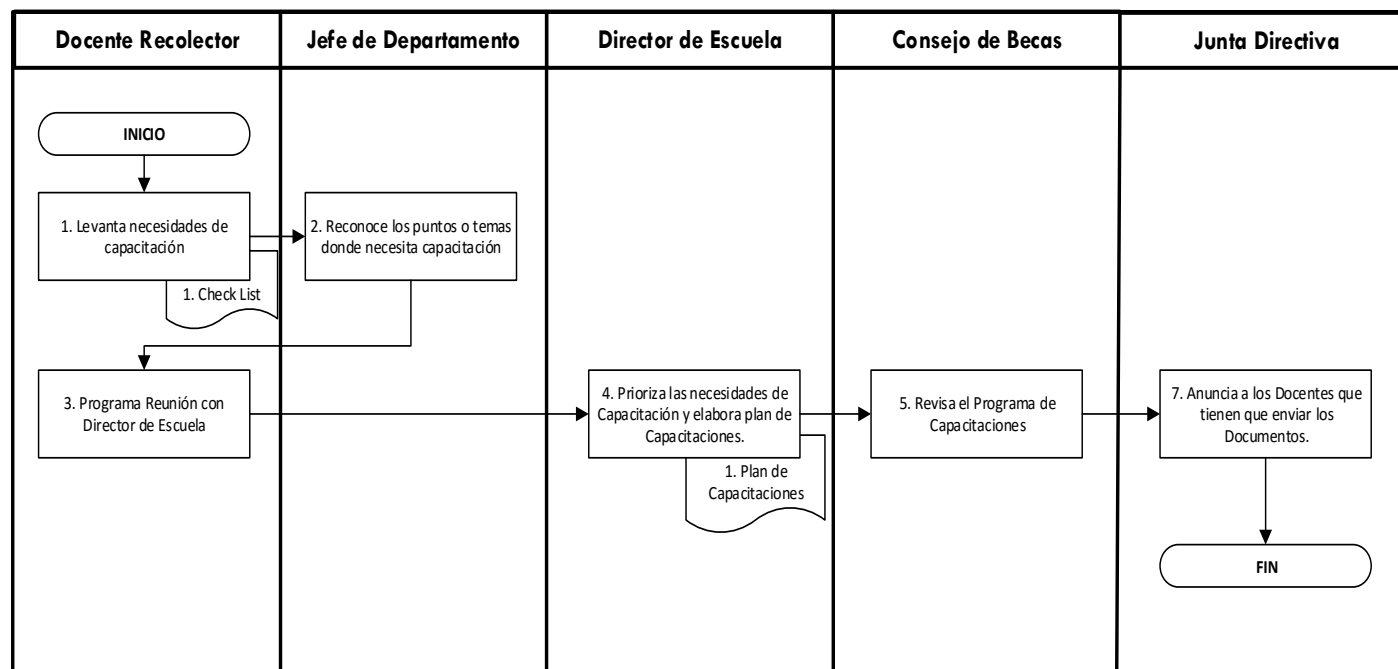 Docente Recolector
Jefe de Departamento
Director de Escuela
Consejo de Becas
Junta Directiva
INICIO
1. Levanta necesidades de
capacitación
1. Check List
2. Reconoce los puntos o temas
donde necesita capacitación
3. Programa Reunión con
Director de Escuela
4. Prioriza las necesidades de
Capacitación y elabora plan de
Capacitaciones.
1. Plan de
Capacitaciones
5. Revisa el Programa de
Capacitaciones
7. Anuncia a los Docentes que
tienen que enviar los
Documentos.
FIN